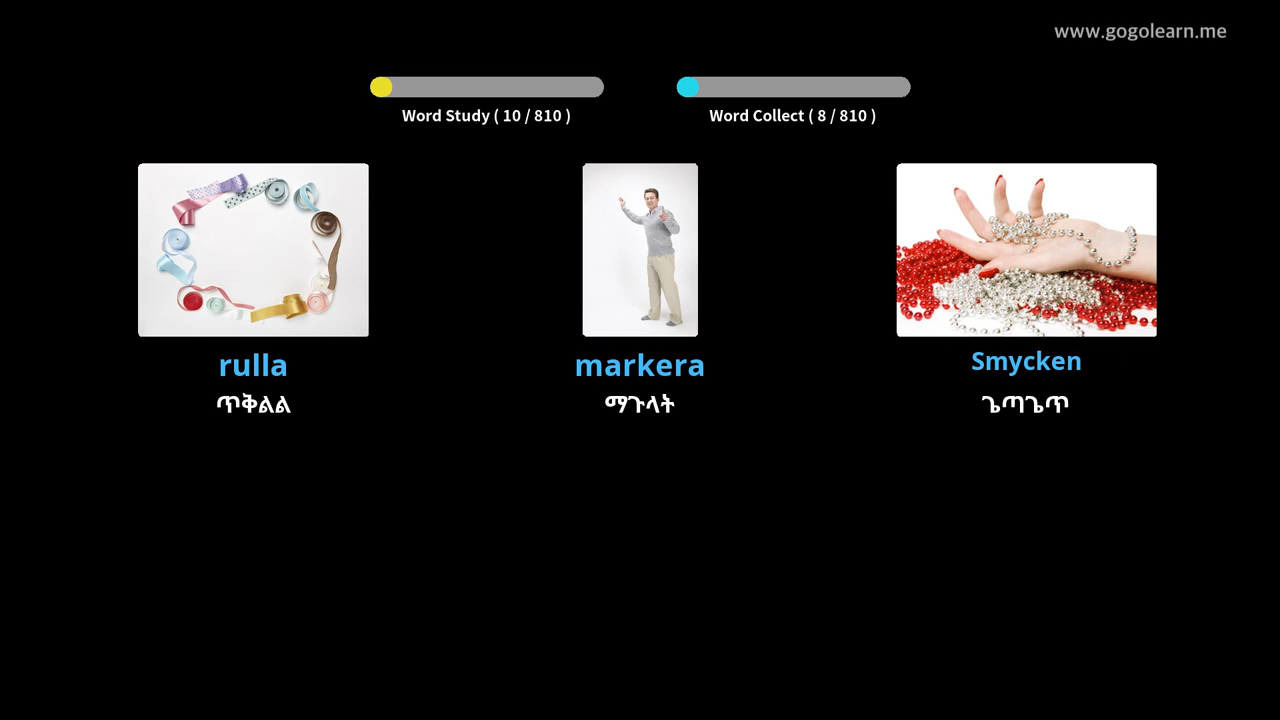 www.gogolearn.me
Word Study ( 10 / 810 )
Word Collect ( 8 / 810 )
rulla
markera
Smycken
ጥቅልል
ማጉላት
ጌጣጌጥ